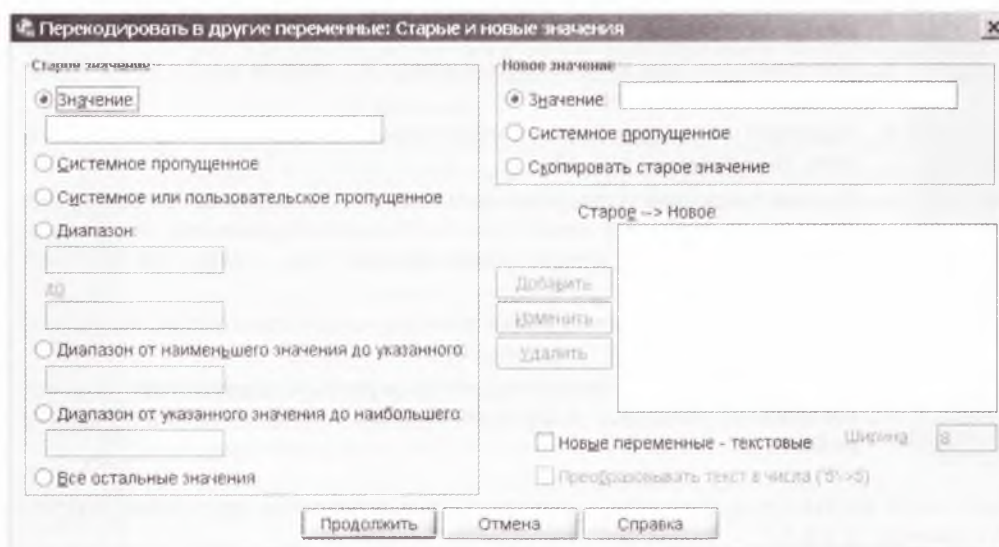 Перекодировать в другие переменные: Старые и новые значения
Старое значение
Значение
Системное пропущенное
Системное или пользовательское пропущенное
Диапазон:
до
Диапазон от наименьшего значения до указанного:
Диапазон от указанного значения до наибольшего:
Все остальные значения
Новое значение
Значение:
Системное пропущенное
Скопировать старое значение
Старое --> Новое:
Добавить
Изменить
Удалить
Новые переменные - текстовые
Ширина
8
Преобразовывать текст в числа ('5'->5)
Продолжить
Отмена
Справка